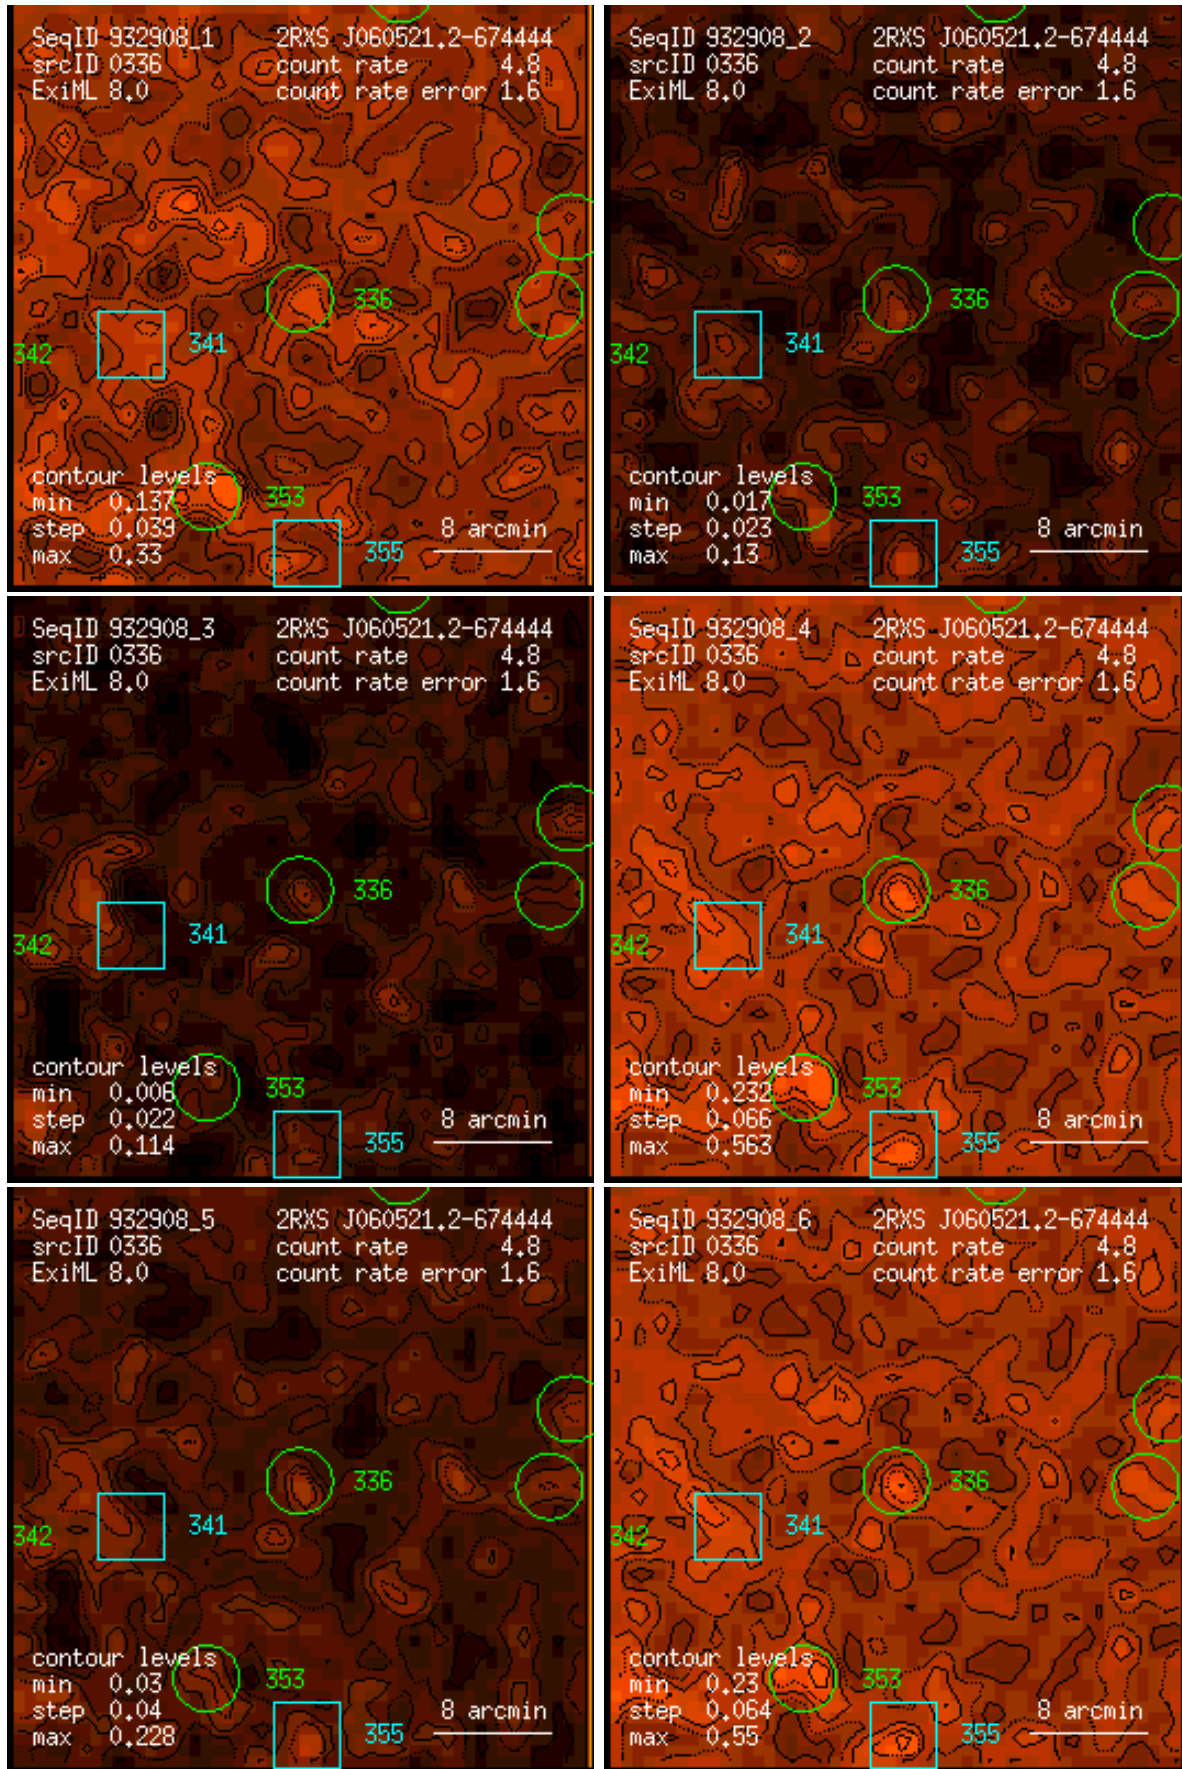 SeqID 932908_1 2RXS J060521.2-674444
srcID 0336 count rate 4.8
ExiML 8.0 count rate error 1.6
336
341
342
contour levels
353
min 0.137
step 0.039 8 arcmin
max 0.33 355
SeqID 932908_2 2RXS J060521.2-674444
srcID 0336 count rate 4.8
ExiML 8.0 count rate error 1.6
336
341
342
contour levels
353
min 0.017
step 0.023 8 arcmin
max 0.13 355
SeqID 932908_3 2RXS J060521.2-674444
srcID 0336 count rate 4.8
ExiML 8.0 count rate error 1.6
336
341
342
contour levels
353
min 0.006
step 0.022 8 arcmin
max 0.114 355
SeqID 932908_4 2RXS J060521.2-674444
srcID 0336 count rate 4.8
ExiML 8.0 count rate error 1.6
336
341
342
contour levels
353
min 0.232
step 0.066 8 arcmin
max 0.563 355
SeqID 932908_5 2RXS J060521.2-674444
srcID 0336 count rate 4.8
ExiML 8.0 count rate error 1.6
336
341
342
contour levels
353
min 0.03
step 0.04 8 arcmin
max 0.228 355
SeqID 932908_6 2RXS J060521.2-674444
srcID 0336 count rate 4.8
ExiML 8.0 count rate error 1.6
336
341
342
contour levels
353
min 0.23
step 0.064 8 arcmin
max 0.55 355